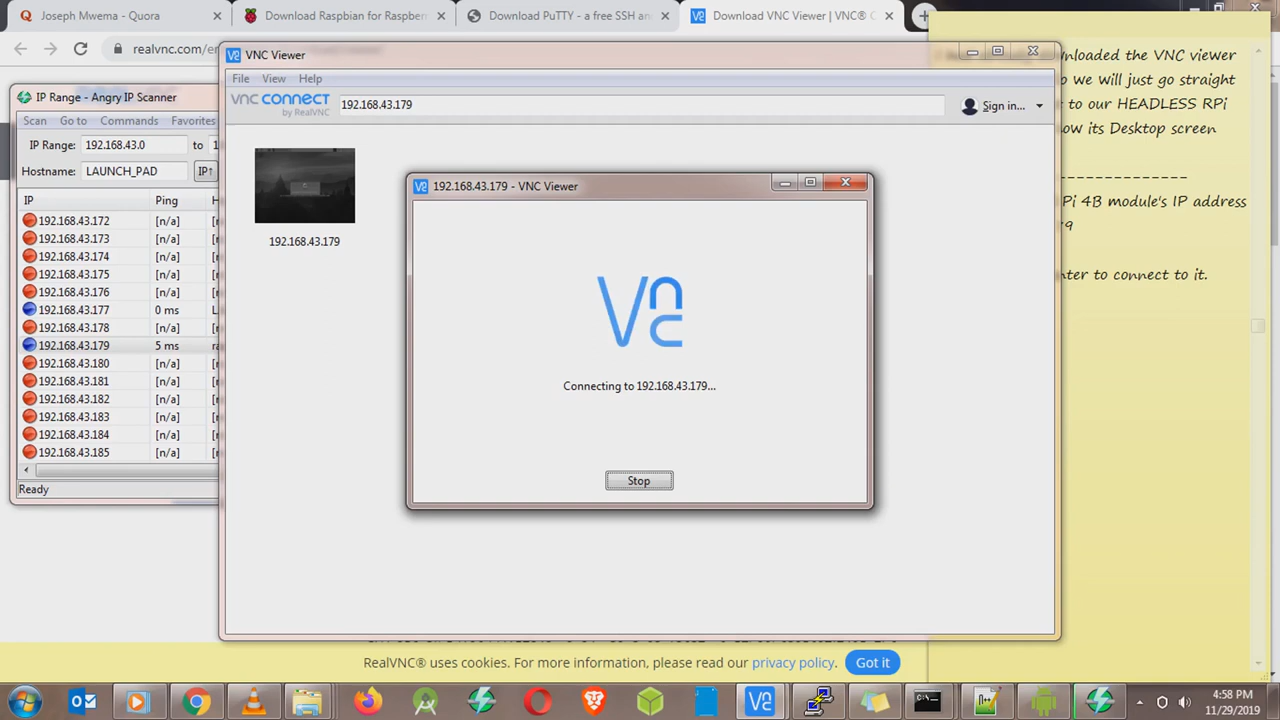 Joseph Mwema - Quora
Download Raspbian for Raspber
Download PuTTY - a free SSH an
Download VNC Viewer | VNC® C
realvnc.com/en
VNC Viewer
File View Help
vnc connect
by RealVNC
192.168.43.179
Sign in...
192.168.43.179
IP Range - Angry IP Scanner
Scan Go to Commands Favorites
IP Range: 192.168.43.0 to 1
Hostname: LAUNCH_PAD IP↑
IP Ping H
192.168.43.172 [n/a]
192.168.43.173 [n/a]
192.168.43.174 [n/a]
192.168.43.175 [n/a]
192.168.43.176 [n/a]
192.168.43.177 0 ms L
192.168.43.178 [n/a]
192.168.43.179 5 ms ra
192.168.43.180 [n/a]
192.168.43.181 [n/a]
192.168.43.182 [n/a]
192.168.43.183 [n/a]
192.168.43.184 [n/a]
192.168.43.185 [n/a]
Ready
192.168.43.179 - VNC Viewer
Connecting to 192.168.43.179...
Stop
wnloaded the VNC viewer
o we will just go straight
t to our HEADLESS RPi
ow its Desktop screen
--------------
Pi 4B module's IP address
79
nter to connect to it.
RealVNC® uses cookies. For more information, please read our privacy policy. Got it
4:58 PM
11/29/2019